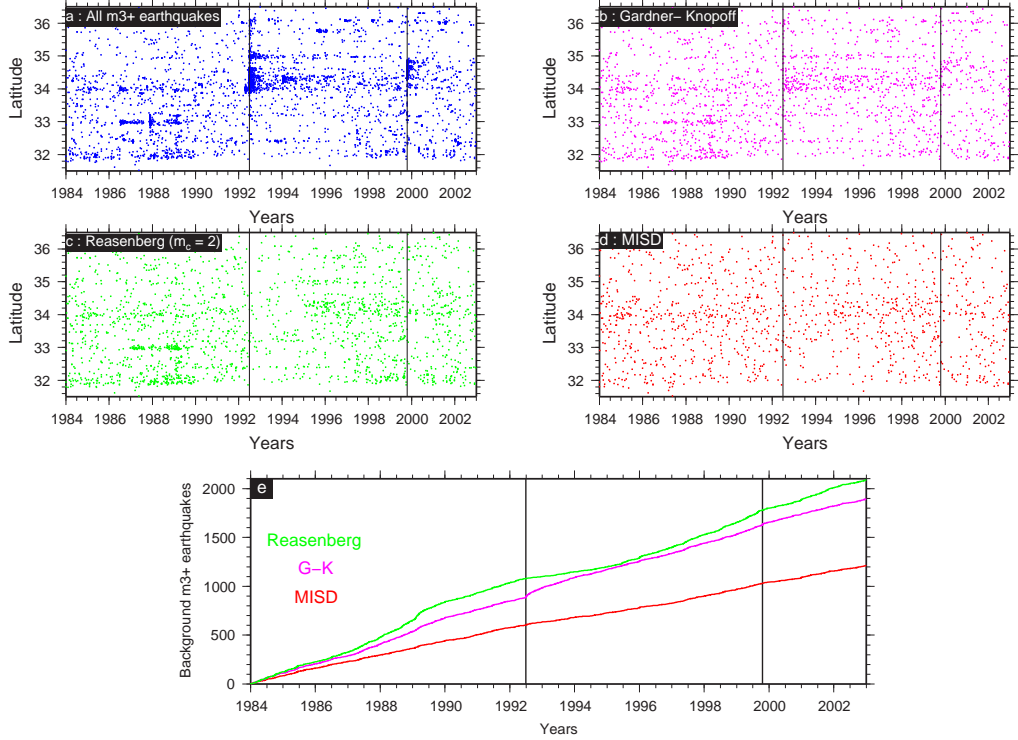 a : All m3+ earthquakes
Latitude
36
35
34
33
32
1984 1986 1988 1990 1992 1994 1996 1998 2000 2002
Years
b : Gardner– Knopoff
Latitude
36
35
34
33
32
1984 1986 1988 1990 1992 1994 1996 1998 2000 2002
Years
c : Reasenberg (mc = 2)
Latitude
36
35
34
33
32
1984 1986 1988 1990 1992 1994 1996 1998 2000 2002
Years
d : MISD
Latitude
36
35
34
33
32
1984 1986 1988 1990 1992 1994 1996 1998 2000 2002
Years
e
Background m3+ earthquakes
2000
1500
1000
500
0
Reasenberg
G–K
MISD
1984 1986 1988 1990 1992 1994 1996 1998 2000 2002
Years